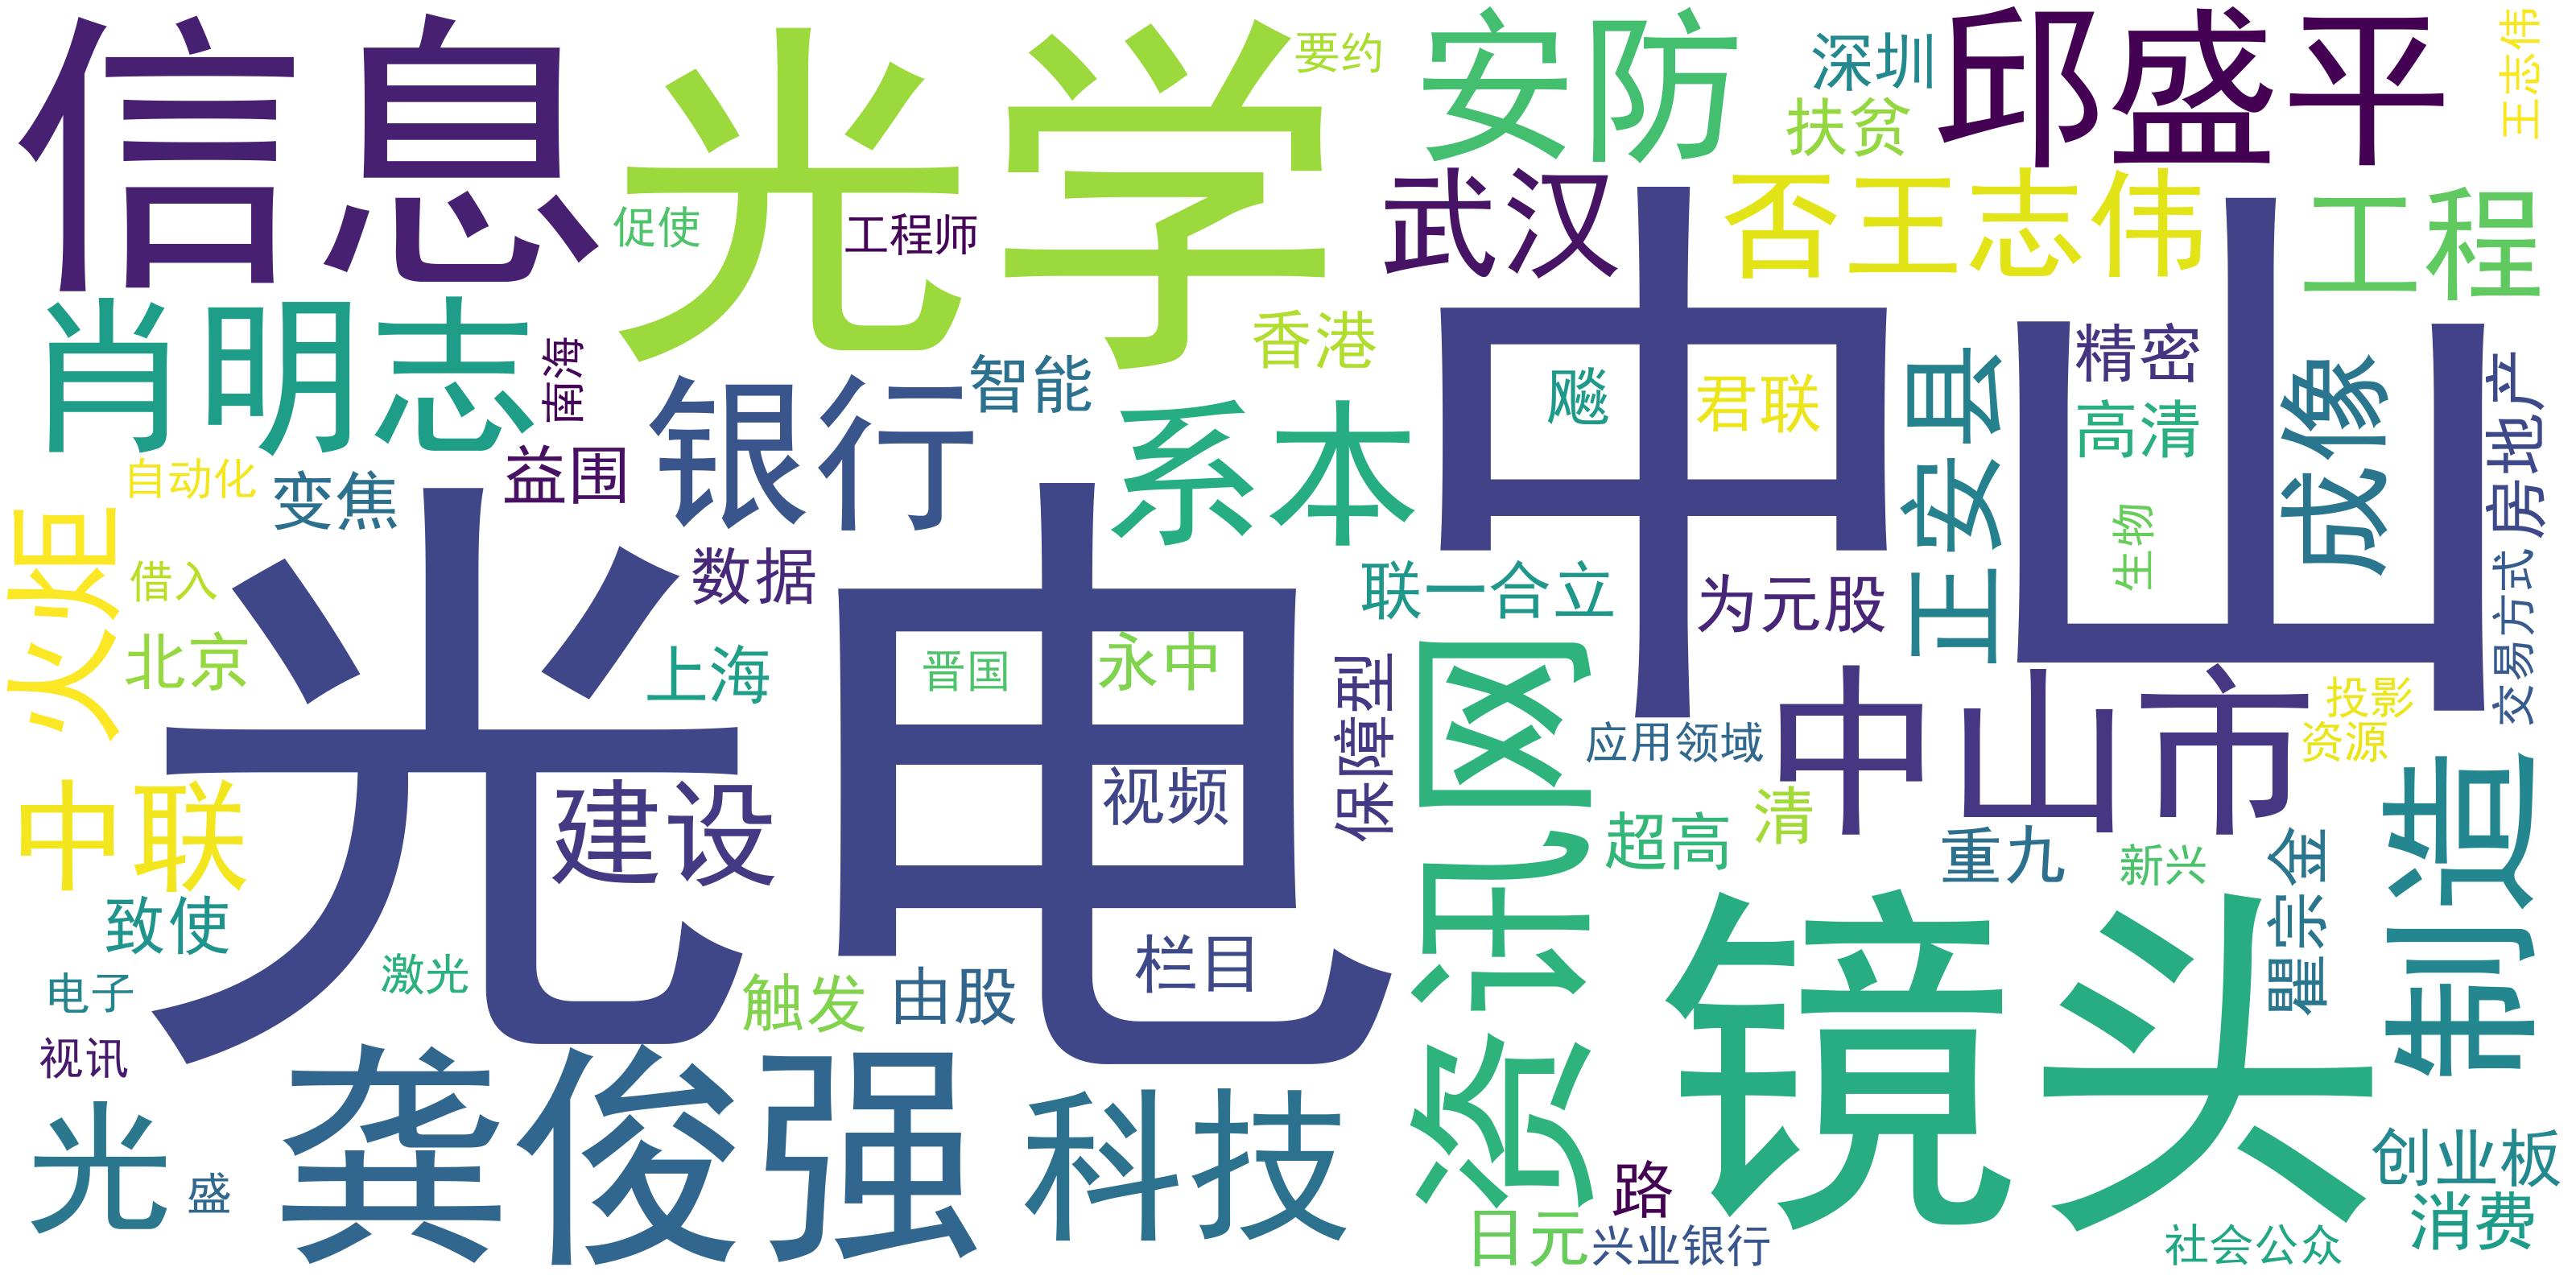 信息
光学
要约
安防
深圳
扶贫
邱盛平
王志伟
促使
工程师
武汉
否王志伟
工程
肖明志
南海
银行
智能
香港
系本
中山
飚
君联
正安县
精密
高清
成像
房地产
自动化
变焦
益围
火炬
借入
北京
光电
数据
上海
晋国
永中
视频
联一合立
为元股
生物
交易方式
保障型
资讯网
应用领域
中山市
投影
资源
中联
建设
超高
清
重九
新兴
瞿宗金
制造
致使
激光
触发
由股
栏目
镜头
电子
视讯
光
盛
龚俊强
科技
路
日元
兴业银行
创业板
消费
社会公众